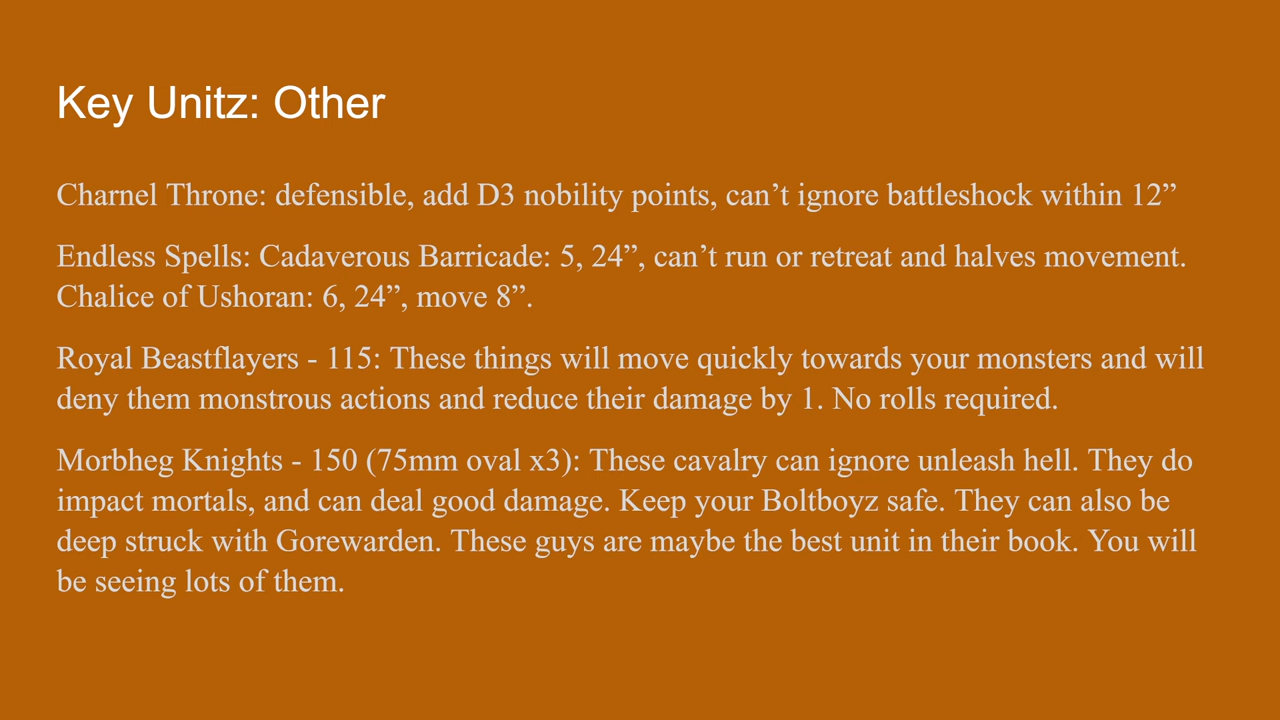 Key Unitz: Other
Charnel Throne: defensible, add D3 nobility points, can’t ignore battleshock within 12”
Endless Spells: Cadaverous Barricade: 5, 24”, can’t run or retreat and halves movement.
Chalice of Ushoran: 6, 24”, move 8”.
Royal Beastflayers - 115: These things will move quickly towards your monsters and will
deny them monstrous actions and reduce their damage by 1. No rolls required.
Morbheg Knights - 150 (75mm oval x3): These cavalry can ignore unleash hell. They do
impact mortals, and can deal good damage. Keep your Boltboyz safe. They can also be
deep struck with Gorewarden. These guys are maybe the best unit in their book. You will
be seeing lots of them.